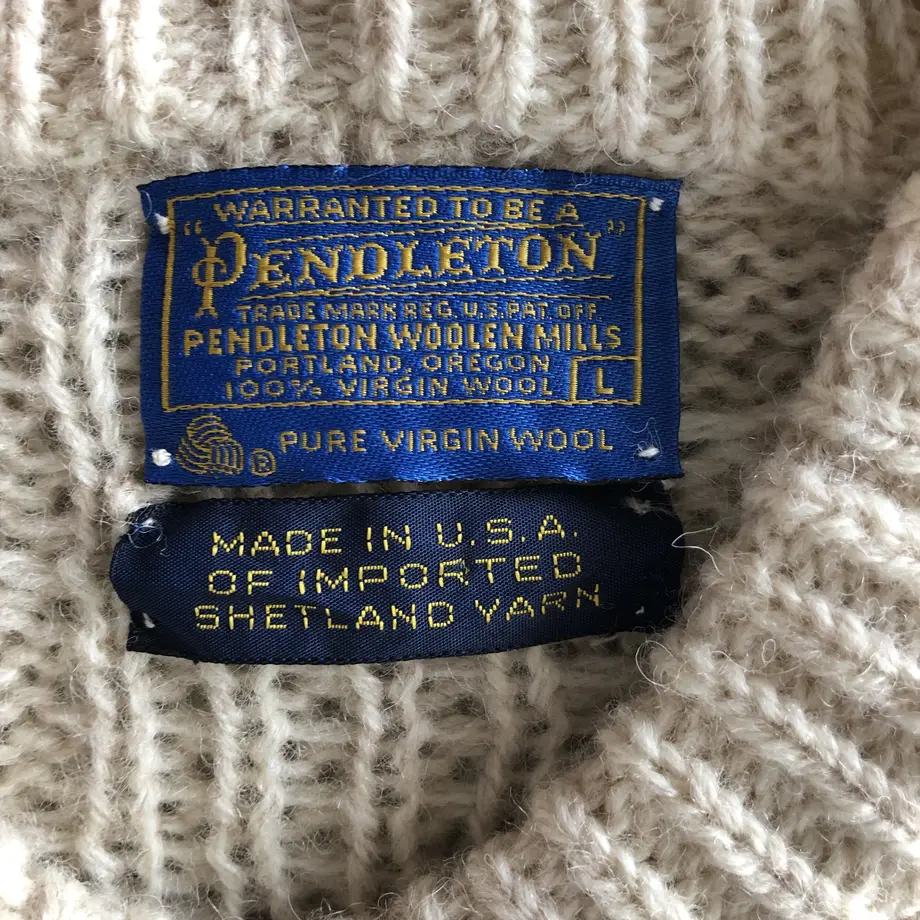 WARRANTED TO BE A
"PENDLETON"
TRADE MARK REG. U.S. PAT. OFF.
PENDLETON WOOLEN MILLS
PORTLAND, OREGON
100% VIRGIN WOOL L
® PURE VIRGIN WOOL
MADE IN U.S.A.
OF IMPORTED
SHETLAND YARN